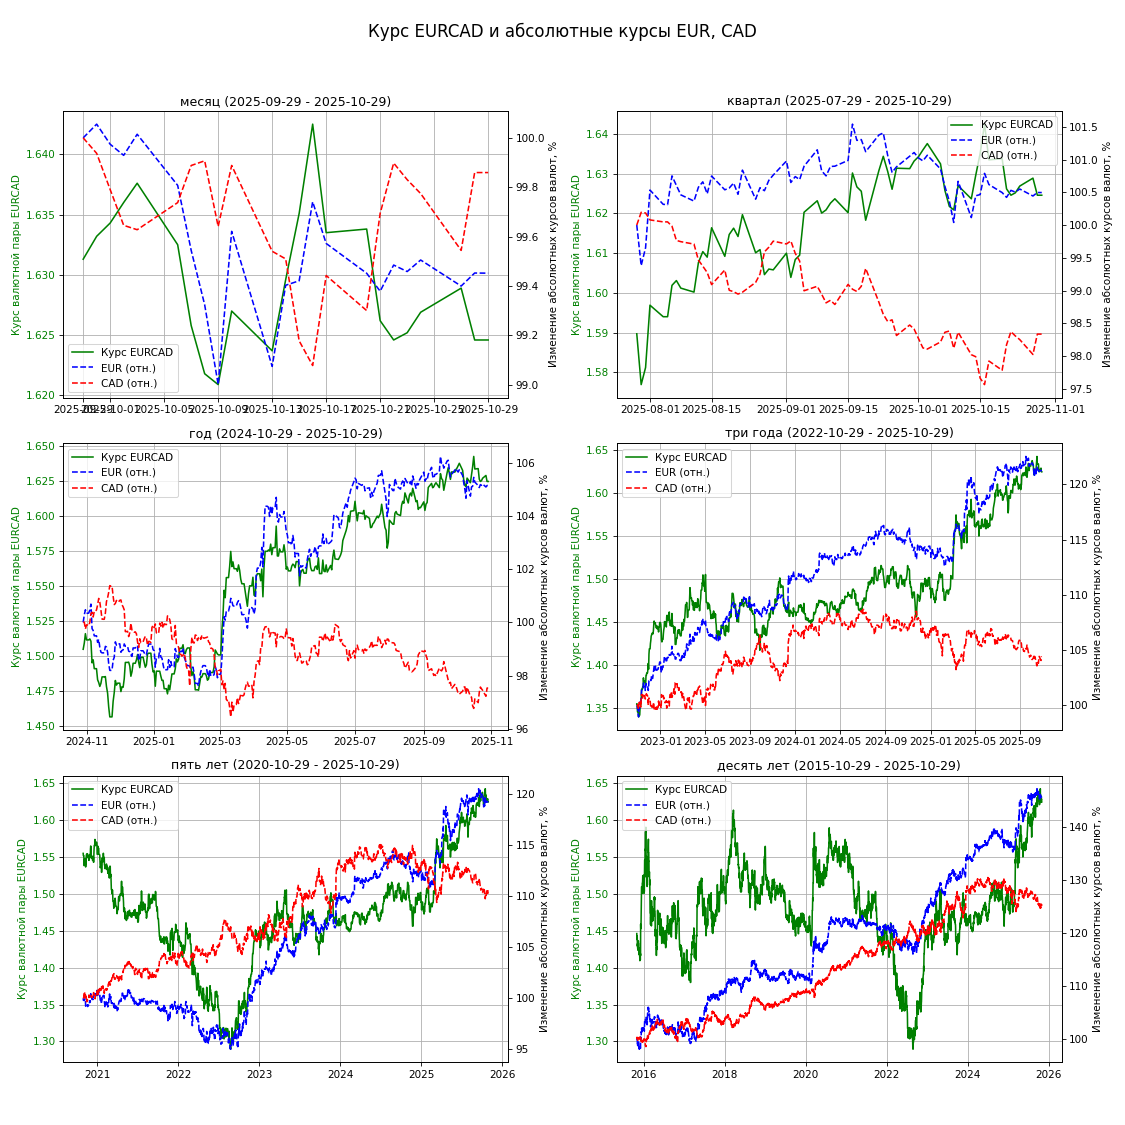 Курс EURCAD и абсолютные курсы EUR, CAD
месяц (2025-09-29 - 2025-10-29)
Курс валютной пары EURCAD
1.640
1.635
1.630
1.625
1.620
100.0
99.8
99.6
99.4
99.2
99.0
Изменение абсолютных курсов валют, %
Курс EURCAD
EUR (отн.)
CAD (отн.)
2025-09-29 2025-10-01 2025-10-05 2025-10-09 2025-10-13 2025-10-17 2025-10-21 2025-10-25 2025-10-29
квартал (2025-07-29 - 2025-10-29)
Курс валютной пары EURCAD
1.64
1.63
1.62
1.61
1.60
1.59
1.58
101.5
101.0
100.5
100.0
99.5
99.0
98.5
98.0
97.5
Изменение абсолютных курсов валют, %
Курс EURCAD
EUR (отн.)
CAD (отн.)
2025-08-01 2025-08-15 2025-09-01 2025-09-15 2025-10-01 2025-10-15 2025-11-01
год (2024-10-29 - 2025-10-29)
Курс валютной пары EURCAD
1.650
1.625
1.600
1.575
1.550
1.525
1.500
1.475
1.450
106
104
102
100
98
96
Изменение абсолютных курсов валют, %
Курс EURCAD
EUR (отн.)
CAD (отн.)
2024-11 2025-01 2025-03 2025-05 2025-07 2025-09 2025-11
три года (2022-10-29 - 2025-10-29)
Курс валютной пары EURCAD
1.65
1.60
1.55
1.50
1.45
1.40
1.35
120
115
110
105
100
Изменение абсолютных курсов валют, %
Курс EURCAD
EUR (отн.)
CAD (отн.)
2023-01 2023-05 2023-09 2024-01 2024-05 2024-09 2025-01 2025-05 2025-09
пять лет (2020-10-29 - 2025-10-29)
Курс валютной пары EURCAD
1.65
1.60
1.55
1.50
1.45
1.40
1.35
1.30
120
115
110
105
100
95
Изменение абсолютных курсов валют, %
Курс EURCAD
EUR (отн.)
CAD (отн.)
2021 2022 2023 2024 2025 2026
десять лет (2015-10-29 - 2025-10-29)
Курс валютной пары EURCAD
1.65
1.60
1.55
1.50
1.45
1.40
1.35
1.30
140
130
120
110
100
Изменение абсолютных курсов валют, %
Курс EURCAD
EUR (отн.)
CAD (отн.)
2016 2018 2020 2022 2024 2026